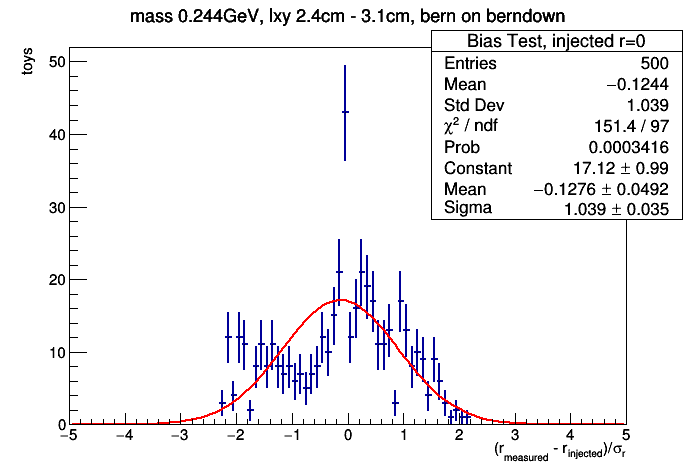 mass 0.244GeV, lxy 2.4cm - 3.1cm, bern on berndown
Bias Test, injected r=0
Entries 500
Mean −0.1244
Std Dev 1.039
χ² / ndf 151.4 / 97
Prob 0.0003416
Constant 17.12 ± 0.99
Mean −0.1276 ± 0.0492
Sigma 1.039 ± 0.035
toys
50
40
30
20
10
0
−5 −4 −3 −2 −1 0 1 2 3 4 5
(r_measured - r_injected)/σ_r